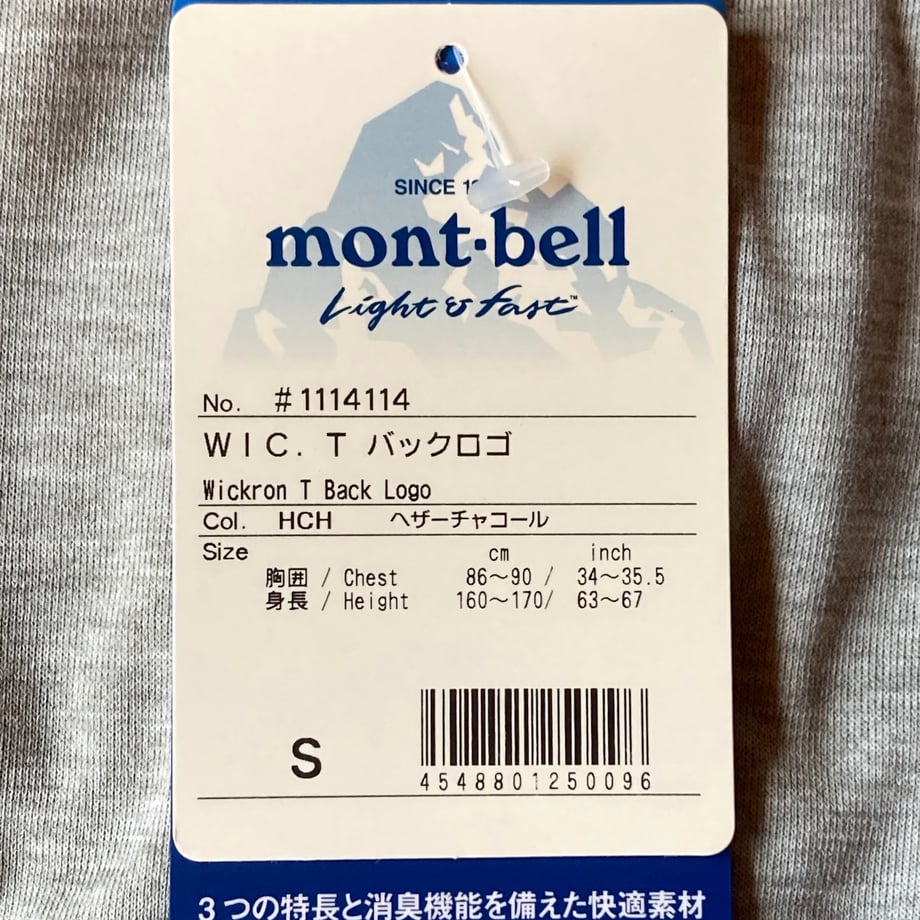 SINCE
mont·bell
Light & fast™
No. #1114114
WIC. T バックロゴ
Wickron T Back Logo
Col. HCH ヘザーチャコール
Size cm inch
胸囲 / Chest 86〜90 / 34〜35.5
身長 / Height 160〜170/ 63〜67
S
4548801250096
3つの特長と消臭機能を備えた快適素材